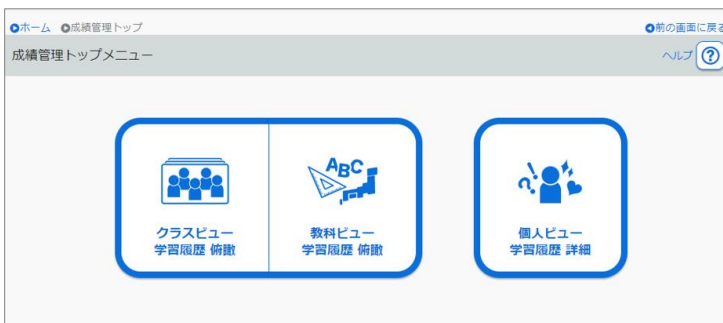 ホーム 成績管理トップ
前の画面に戻る
成績管理トップメニュー
ヘルプ ?
ABC
?!
クラスビュー
学習履歴 俯瞰
教科ビュー
学習履歴 俯瞰
個人ビュー
学習履歴 詳細